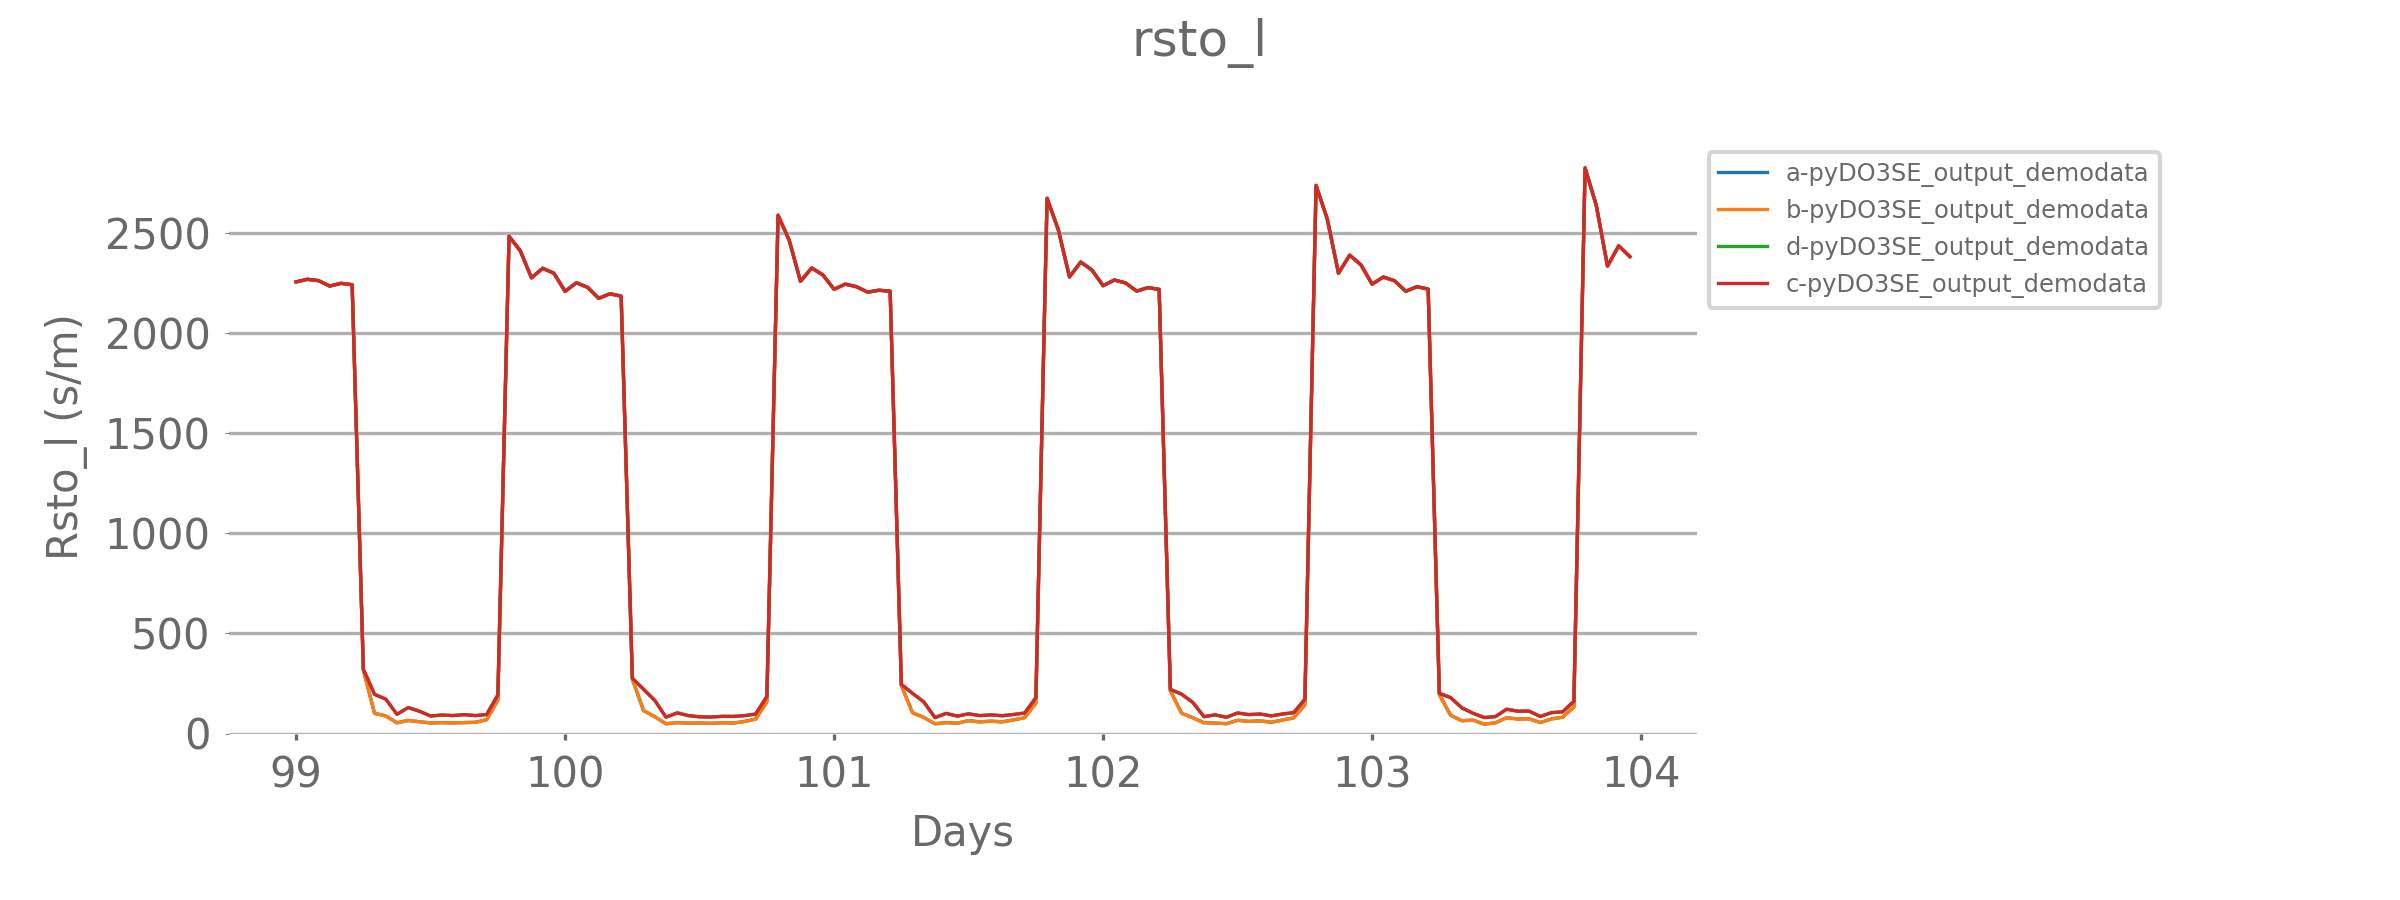 rsto_l
Rsto_l (s/m)
2500
2000
1500
1000
500
0
99 100 101 102 103 104
Days
a-pyDO3SE_output_demodata
b-pyDO3SE_output_demodata
d-pyDO3SE_output_demodata
c-pyDO3SE_output_demodata